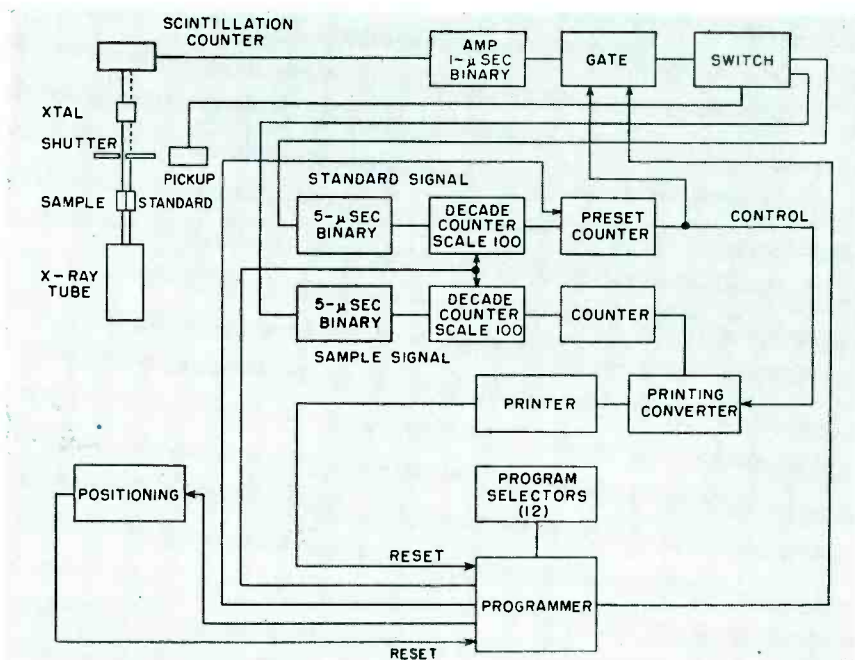 SCINTILLATION
COUNTER
AMP
1-μ SEC
BINARY
GATE
SWITCH
XTAL
SHUTTER
PICKUP
SAMPLE
STANDARD
X-RAY
TUBE
STANDARD SIGNAL
5-μ SEC
BINARY
DECADE
COUNTER
SCALE 100
PRESET
COUNTER
CONTROL
5-μ SEC
BINARY
DECADE
COUNTER
SCALE 100
COUNTER
SAMPLE SIGNAL
PRINTER
PRINTING
CONVERTER
POSITIONING
PROGRAM
SELECTORS
(12)
RESET
PROGRAMMER
RESET